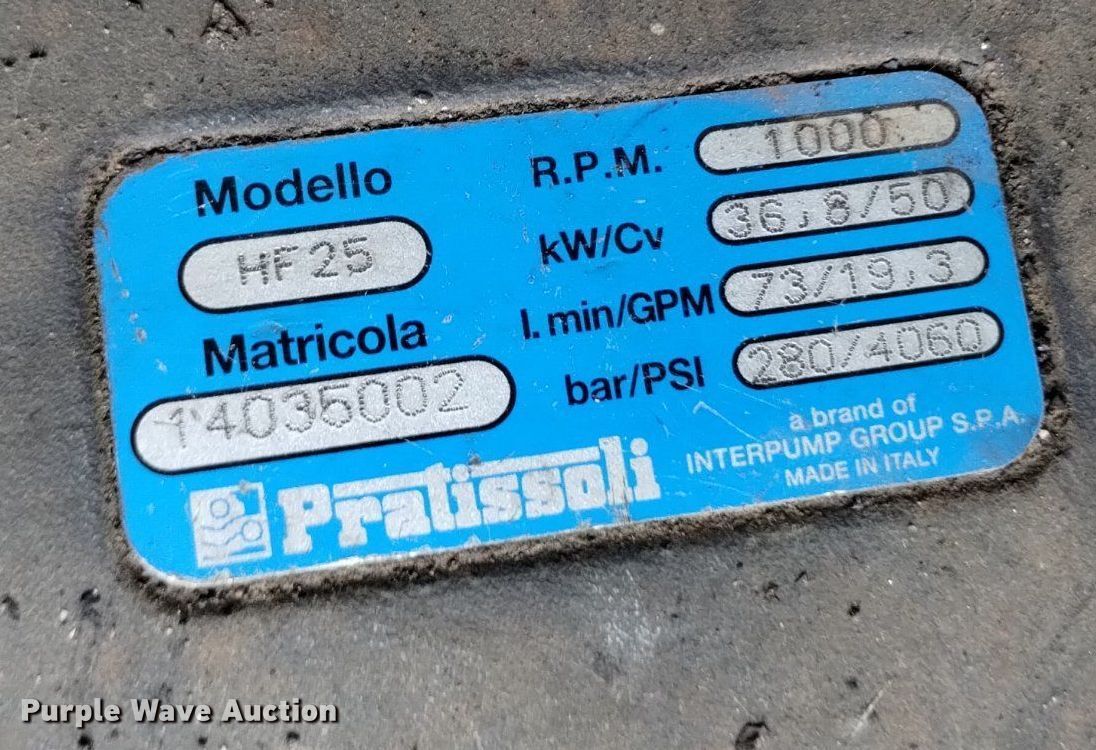 Modello
HF25
Matricola
14035002
R.P.M. 1000
kW/Cv 36,8/50
l.min/GPM 73/19,3
bar/PSI 280/4060
Pratissoli
a brand of
INTERPUMP GROUP S.P.A.
MADE IN ITALY
Purple Wave Auction